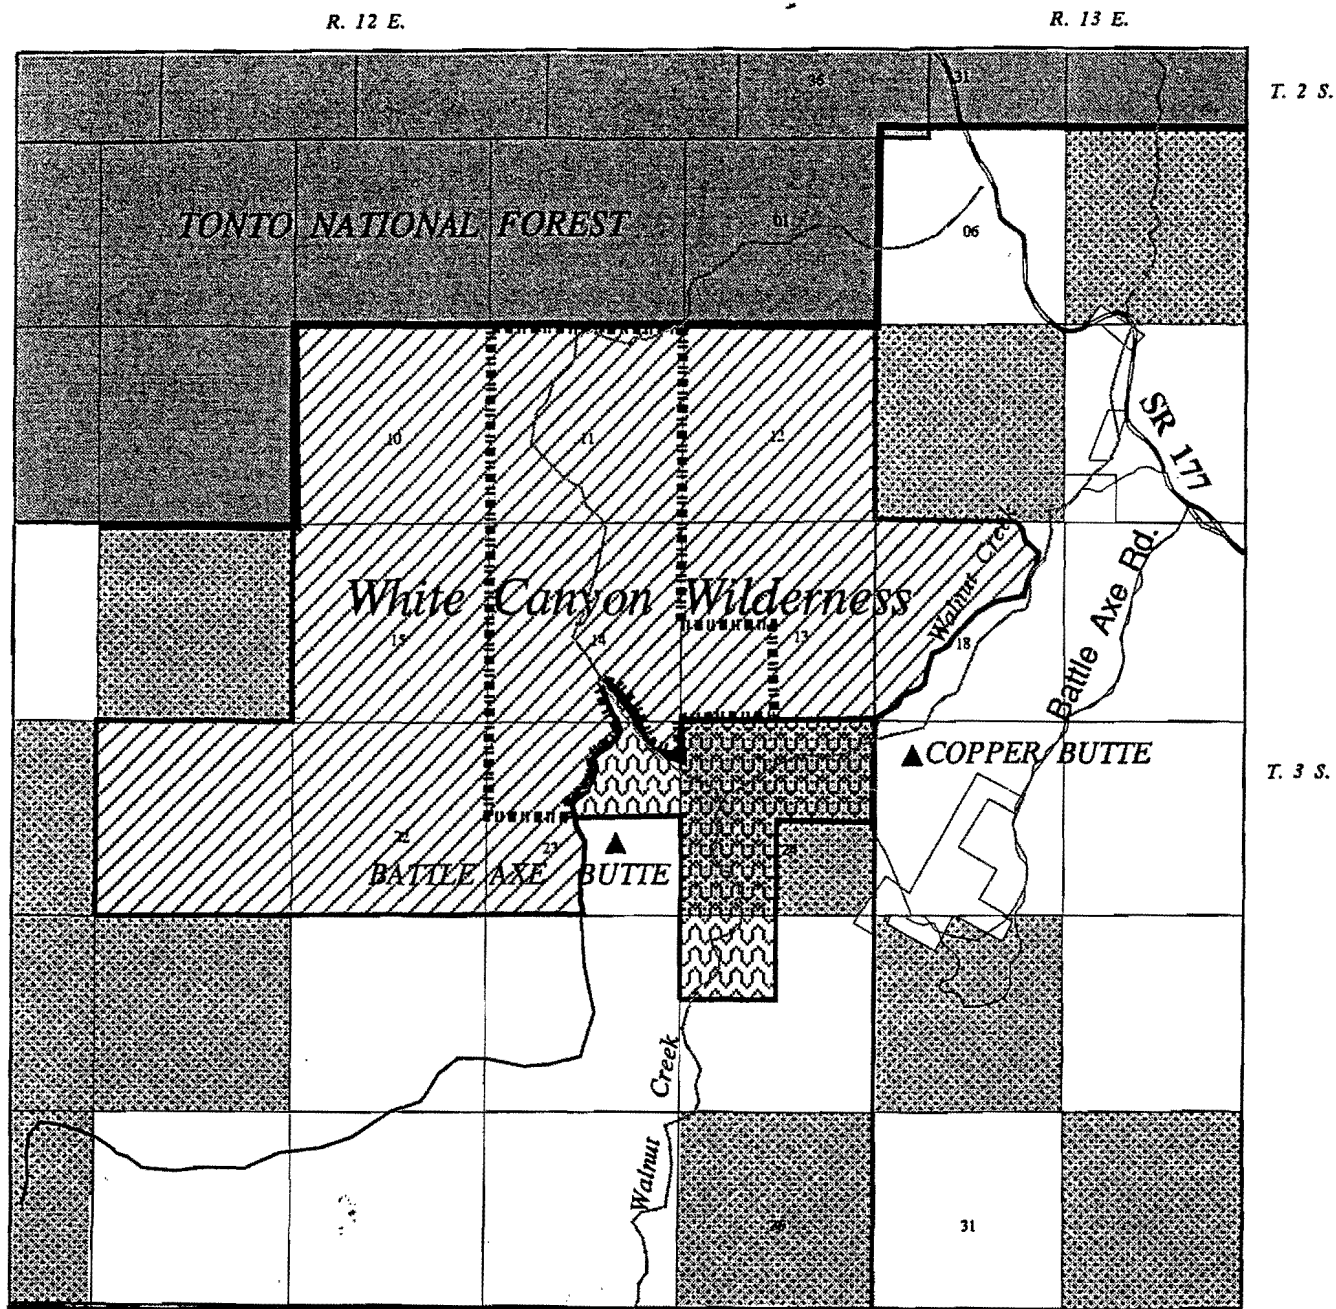 R. 12 E.
R. 13 E.
T. 2 S.
31
TONTO NATIONAL FOREST
01
06
SR 177
10
11
12
Walnut Creek
Battle Axe Rd.
White Canyon Wilderness
15
14
13
18
COPPER BUTTE
T. 3 S.
22
23
BATTLE AXE BUTTE
Creek
Walnut
31